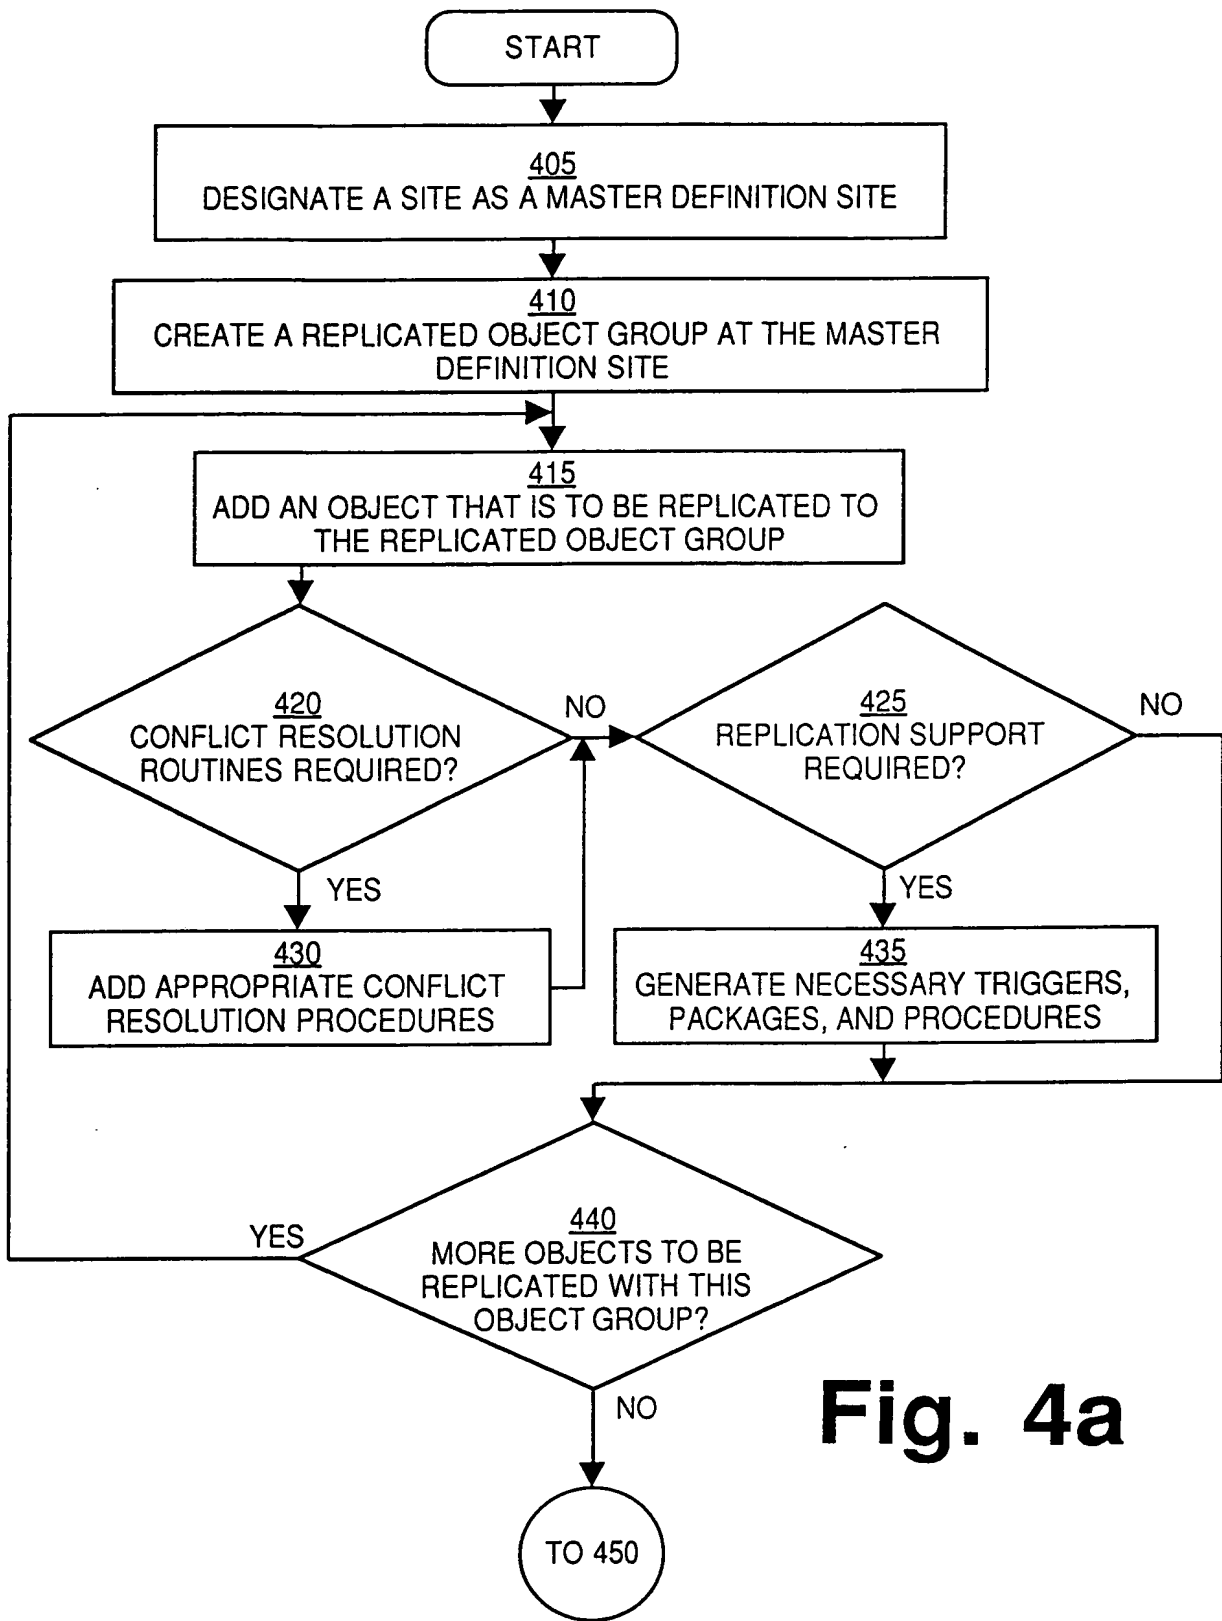 START
405
DESIGNATE A SITE AS A MASTER DEFINITION SITE
410
CREATE A REPLICATED OBJECT GROUP AT THE MASTER
DEFINITION SITE
415
ADD AN OBJECT THAT IS TO BE REPLICATED TO
THE REPLICATED OBJECT GROUP
420
CONFLICT RESOLUTION
ROUTINES REQUIRED?
NO
425
REPLICATION SUPPORT
REQUIRED?
NO
YES
YES
430
ADD APPROPRIATE CONFLICT
RESOLUTION PROCEDURES
435
GENERATE NECESSARY TRIGGERS,
PACKAGES, AND PROCEDURES
YES
440
MORE OBJECTS TO BE
REPLICATED WITH THIS
OBJECT GROUP?
NO
Fig. 4a
TO 450